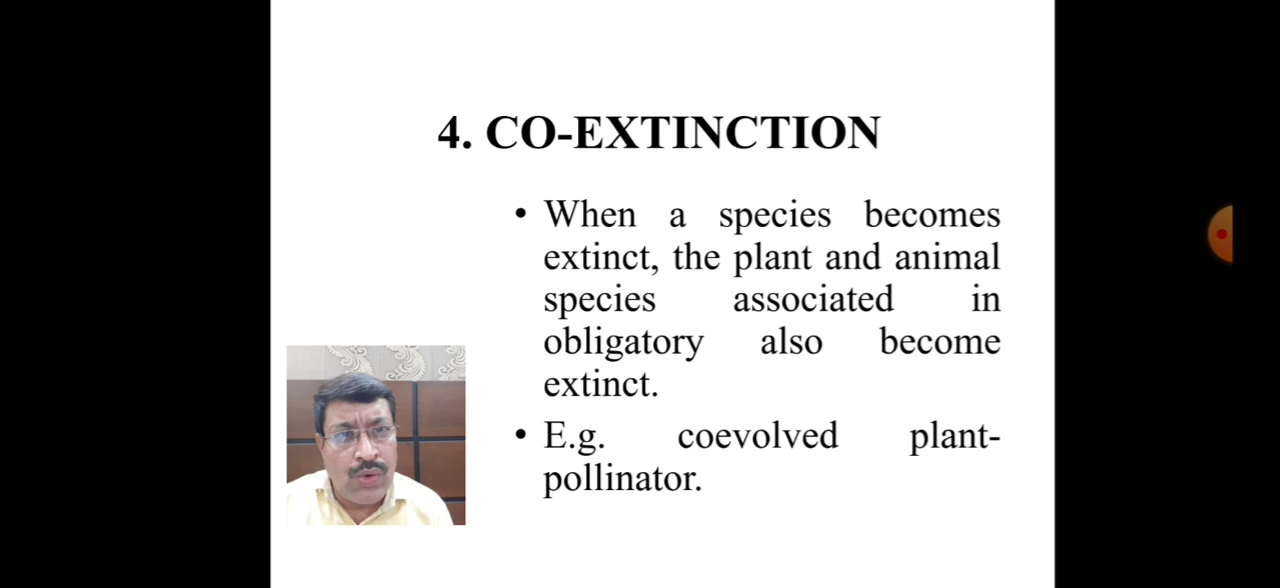 4. CO-EXTINCTION
• When a species becomes
extinct, the plant and animal
species associated in
obligatory also become
extinct.
• E.g. coevolved plant-
pollinator.